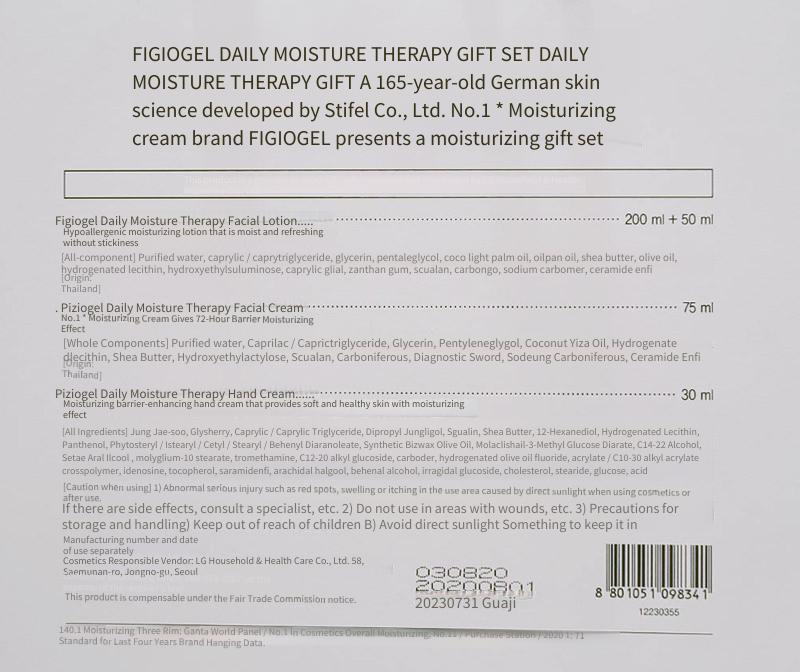 FIGIOGEL DAILY MOISTURE THERAPY GIFT SET DAILY
MOISTURE THERAPY GIFT A 165-year-old German skin
science developed by Stifel Co., Ltd. No.1 * Moisturizing
cream brand FIGIOGEL presents a moisturizing gift set
Figiogel Daily Moisture Therapy Facial Lotion..... 200 ml + 50 ml
Hypoallergenic moisturizing lotion that is moist and refreshing
without stickiness
[All-component] Purified water, caprylic / caprytriglyceride, glycerin, pentaleglycol, coco light palm oil, oilpan oil, shea butter, olive oil,
hydrogenated lecithin, hydroxyethylsuluminose, caprylic glial, zanthan gum, scualan, carbongo, sodium carbomer, ceramide enfi
[Origin:
Thailand]
. Piziogel Daily Moisture Therapy Facial Cream 75 ml
No.1 * Moisturizing Cream Gives 72-Hour Barrier Moisturizing
Effect
[Whole Components] Purified water, Caprilac / Caprictriglyceride, Glycerin, Pentyleneglygol, Coconut Yiza Oil, Hydrogenate
dlecithin, Shea Butter, Hydroxyethylactylose, Scualan, Carboniferous, Diagnostic Sword, Sodeung Carboniferous, Ceramide Enfi
[Origin:
Thailand]
Piziogel Daily Moisture Therapy Hand Cream...... 30 ml
Moisturizing barrier-enhancing hand cream that provides soft and healthy skin with moisturizing
effect
[All Ingredients] Jung Jae-soo, Glysherry, Caprylic / Caprylic Triglyceride, Dipropyl Jungligol, Sgualin, Shea Butter, 12-Hexanediol, Hydrogenated Lecithin,
Panthenol, Phytosteryl / Istearyl / Cetyl / Stearyl / Behenyl Diaranoleate, Synthetic Bizwax Olive Oil, Molaclishail-3-Methyl Glucose Diarate, C14-22 Alcohol,
Setae Aral Ilcool , molyglium-10 stearate, tromethamine, C12-20 alkyl glucoside, carboder, hydrogenated olive oil fluoride, acrylate / C10-30 alkyl acrylate
crosspolymer, idenosine, tocopherol, saramidenfi, arachidal halgool, behenal alcohol, irragidal glucoside, cholesterol, stearide, glucose, acid
[Caution when using] 1) Abnormal serious injury such as red spots, swelling or itching in the use area caused by direct sunlight when using cosmetics or
after use.
If there are side effects, consult a specialist, etc. 2) Do not use in areas with wounds, etc. 3) Precautions for
storage and handling) Keep out of reach of children B) Avoid direct sunlight Something to keep it in
Manufacturing number and date
of use separately
Cosmetics Responsible Vendor: LG Household & Health Care Co., Ltd. 58,
Saemunan-ro, Jongno-gu, Seoul
This product is compensable under the Fair Trade Commission notice.
030820
20200801
20230731 Guaji
8 801051 098341
12230355
140.1 Moisturizing Three Rim: Ganta World Panel / No.1 in Cosmetics Overall Moisturizing, No.11 / Purchase Station / 2020 1: 71
Standard for Last Four Years Brand Hanging Data.